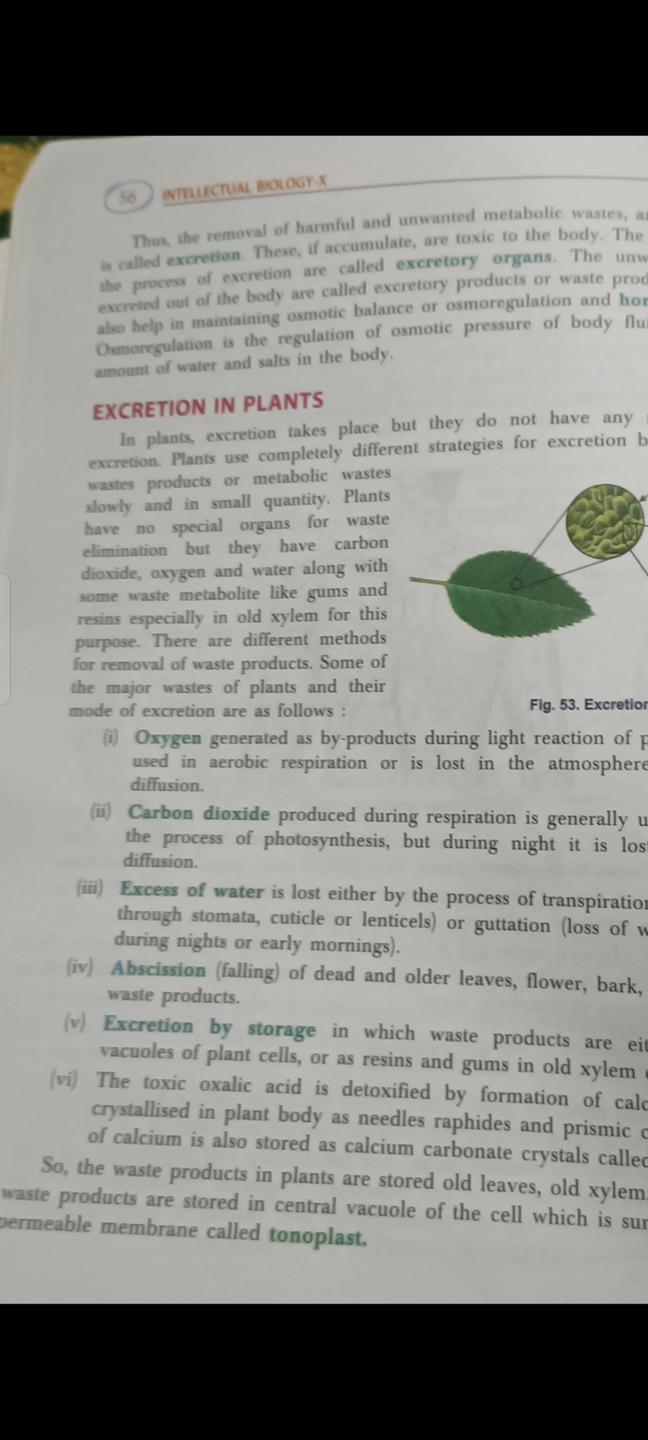 56 INTELLECTUAL BIOLOGY-X
Thus, the removal of harmful and unwanted metabolic wastes,
is called excretion. These, if accumulate, are toxic to the body. The
the process of excretion are called excretory organs. The
excreted out of the body are called excretory products or waste
also help in maintaining osmotic balance or osmoregulation and
Osmoregulation is the regulation of osmotic pressure of body
amount of water and salts in the body.
EXCRETION IN PLANTS
In plants, excretion takes place but they do not have any
excretion. Plants use completely different strategies for excretion
wastes products or metabolic wastes
slowly and in small quantity. Plants
have no special organs for waste
elimination but they have carbon
dioxide, oxygen and water along with
some waste metabolite like gums and
resins especially in old xylem for this
purpose. There are different methods
for removal of waste products. Some of
the major wastes of plants and their
mode of excretion are as follows :
Fig. 53. Excretion
(i) Oxygen generated as by-products during light reaction of
used in aerobic respiration or is lost in the atmosphere
diffusion.
(ii) Carbon dioxide produced during respiration is generally
the process of photosynthesis, but during night it is
diffusion.
(iii) Excess of water is lost either by the process of transpiration
through stomata, cuticle or lenticels) or guttation (loss of
during nights or early mornings).
(iv) Abscission (falling) of dead and older leaves, flower, bark,
waste products.
(v) Excretion by storage in which waste products are
vacuoles of plant cells, or as resins and gums in old xylem
(vi) The toxic oxalic acid is detoxified by formation of
crystallised in plant body as needles raphides and prismic
of calcium is also stored as calcium carbonate crystals called
So, the waste products in plants are stored old leaves, old xylem.
waste products are stored in central vacuole of the cell which is
permeable membrane called tonoplast.